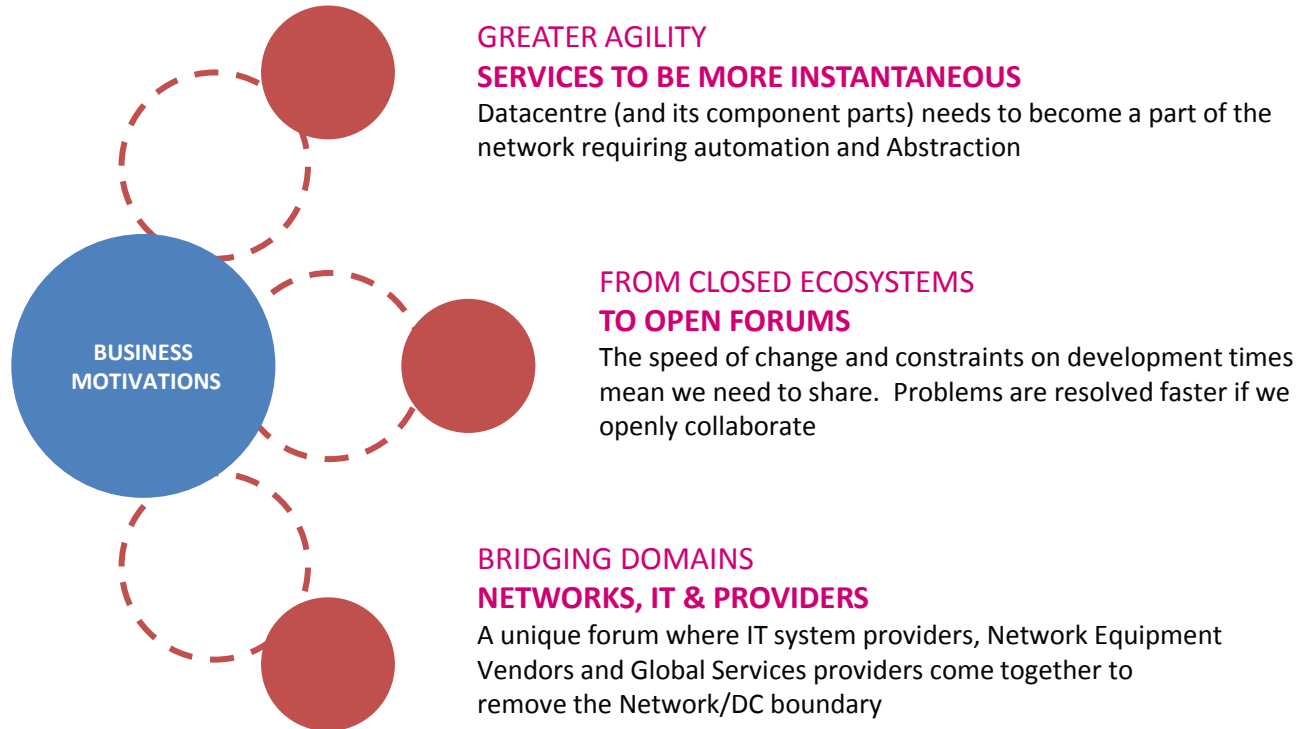 GREATER AGILITY
SERVICES TO BE MORE INSTANTANEOUS
Datacentre (and its component parts) needs to become a part of the
network requiring automation and Abstraction
BUSINESS
MOTIVATIONS
FROM CLOSED ECOSYSTEMS
TO OPEN FORUMS
The speed of change and constraints on development times
mean we need to share.  Problems are resolved faster if we
openly collaborate
BRIDGING DOMAINS
NETWORKS, IT & PROVIDERS
A unique forum where IT system providers, Network Equipment
Vendors and Global Services providers come together to
remove the Network/DC boundary